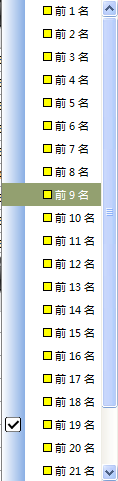 前 1 名
前 2 名
前 3 名
前 4 名
前 5 名
前 6 名
前 7 名
前 8 名
前 9 名
前 10 名
前 11 名
前 12 名
前 13 名
前 14 名
前 15 名
前 16 名
前 17 名
前 18 名
前 19 名
前 20 名
前 21 名